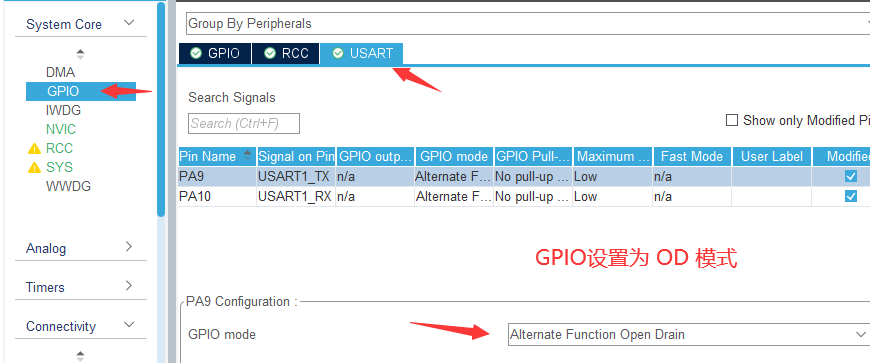 System Core
DMA
GPIO
IWDG
NVIC
RCC
SYS
WWDG
Analog
Timers
Connectivity
Group By Peripherals
GPIO RCC USART
Search Signals
Search (Ctrl+F)
Show only Modified Pi
Pin Name Signal on Pin GPIO outp... GPIO mode GPIO Pull-... Maximum ... Fast Mode User Label Modified
PA9 USART1_TX n/a Alternate F... No pull-up ... Low n/a
PA10 USART1_RX n/a Alternate F... No pull-up ... Low n/a
GPIO设置为 OD 模式
PA9 Configuration :
GPIO mode Alternate Function Open Drain